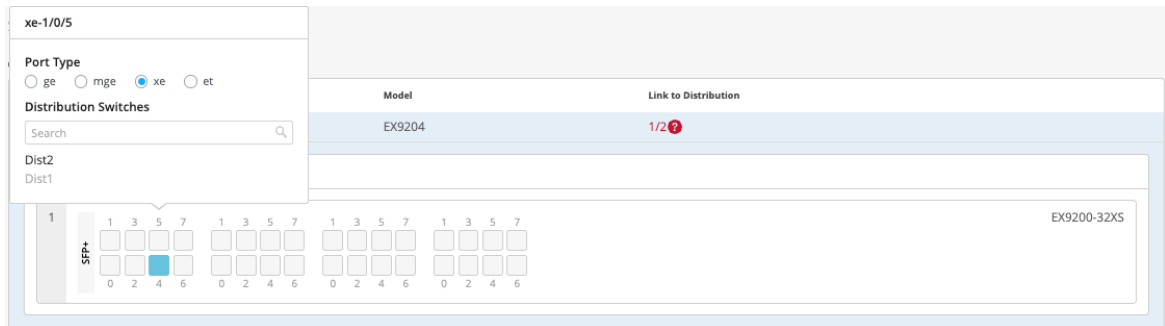 xe-1/0/5
Port Type
ge mge xe et
Distribution Switches
Search
Dist2
Dist1
Model Link to Distribution
EX9204 1/2?
1 EX9200-32XS
SFP+
1 3 5 7 1 3 5 7 1 3 5 7 1 3 5 7
0 2 4 6 0 2 4 6 0 2 4 6 0 2 4 6